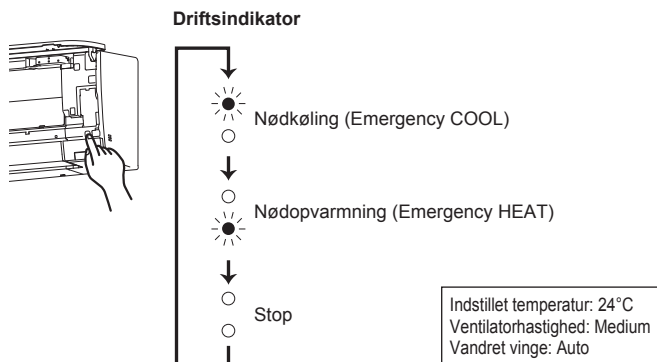 Driftsindikator
Nødkøling (Emergency COOL)
Nødopvarmning (Emergency HEAT)
Stop
Indstillet temperatur: 24°C
Ventilatorhastighed: Medium
Vandret vinge: Auto